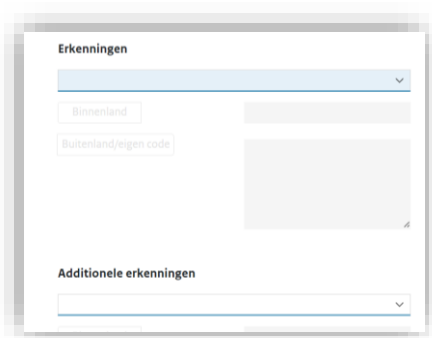 Erkenningen
Binnenland
Buitenland/eigen code
Additionele erkenningen